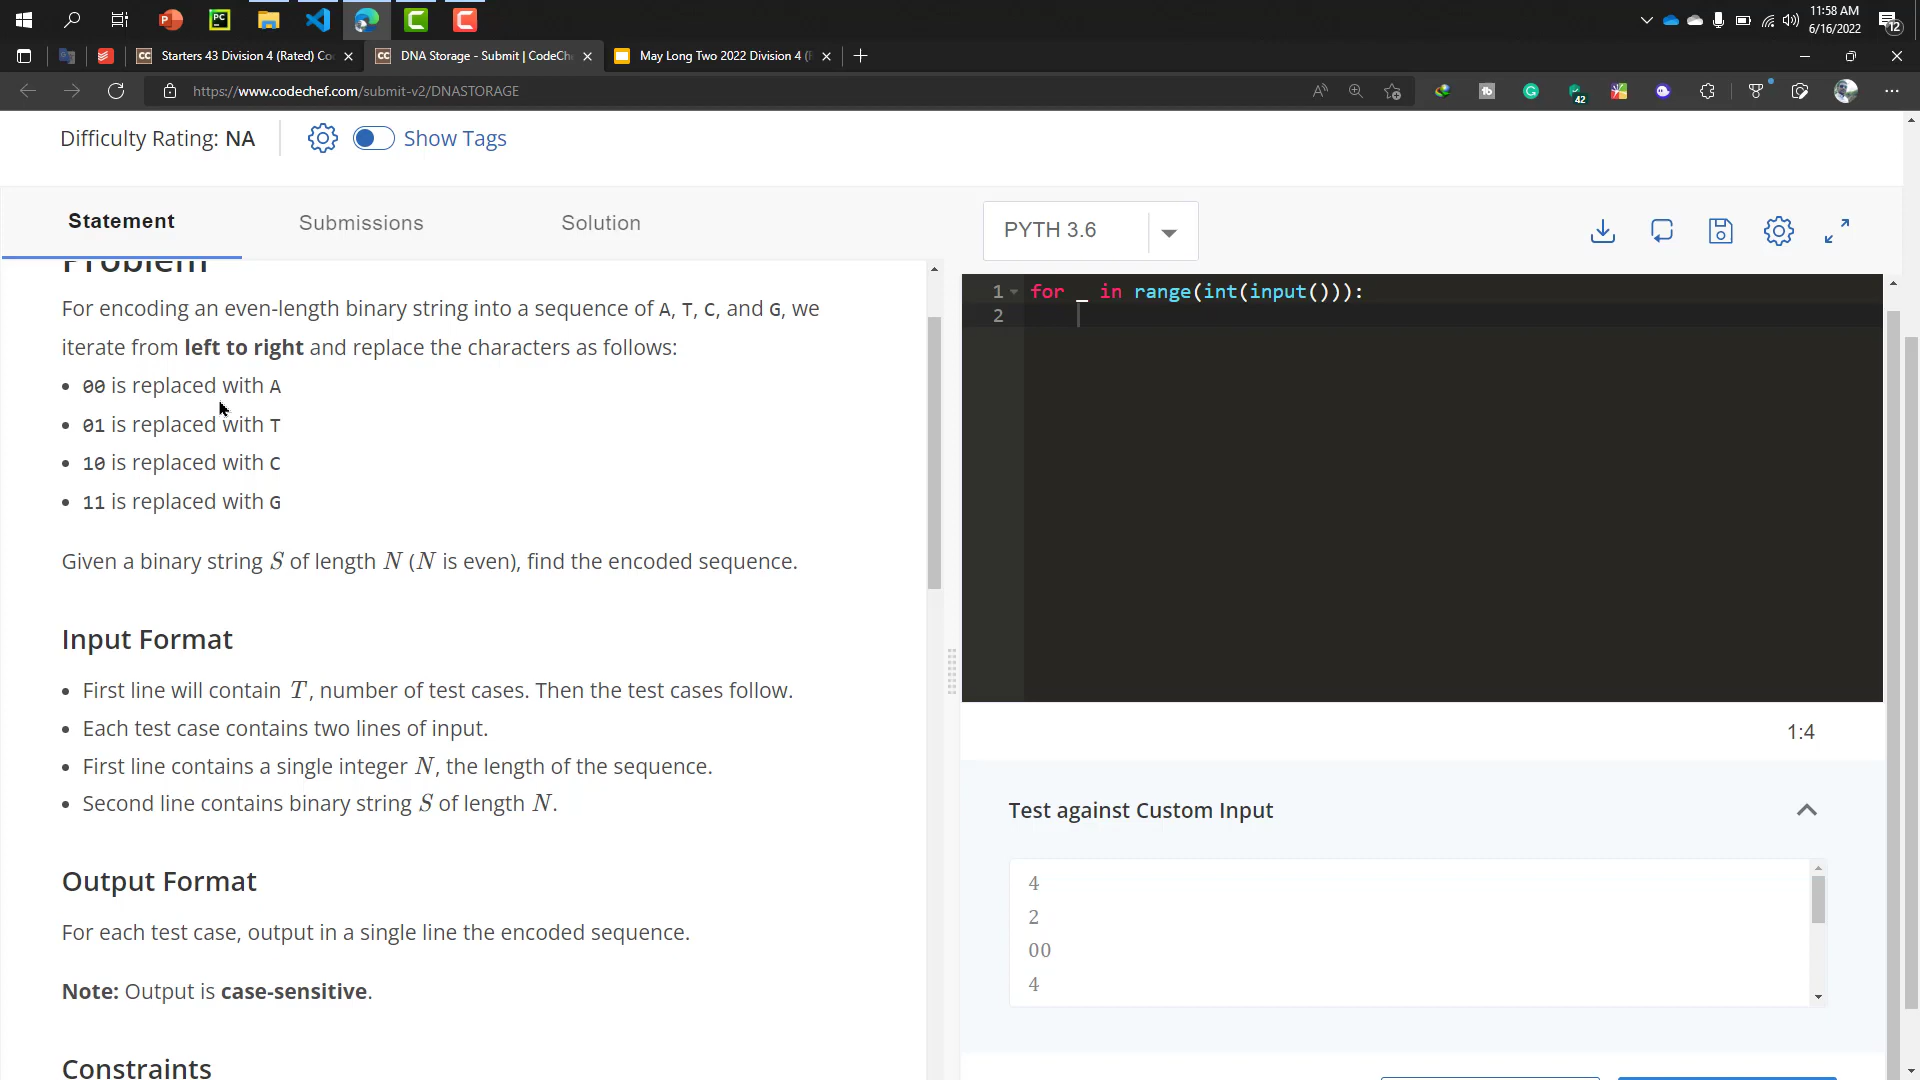 11:58 AM
6/16/2022
12
Starters 43 Division 4 (Rated) Co
DNA Storage - Submit | CodeCh
May Long Two 2022 Division 4 (
https://www.codechef.com/submit-v2/DNASTORAGE
42
Difficulty Rating: NA
Show Tags
Statement
Submissions
Solution
PYTH 3.6
Problem
For encoding an even-length binary string into a sequence of A, T, C, and G, we
iterate from left to right and replace the characters as follows:
• 00 is replaced with A
• 01 is replaced with T
• 10 is replaced with C
• 11 is replaced with G
Given a binary string S of length N (N is even), find the encoded sequence.
Input Format
• First line will contain T, number of test cases. Then the test cases follow.
• Each test case contains two lines of input.
• First line contains a single integer N, the length of the sequence.
• Second line contains binary string S of length N.
Output Format
For each test case, output in a single line the encoded sequence.
Note: Output is case-sensitive.
Constraints
1 for _ in range(int(input())):
2
1:4
Test against Custom Input
4
2
00
4